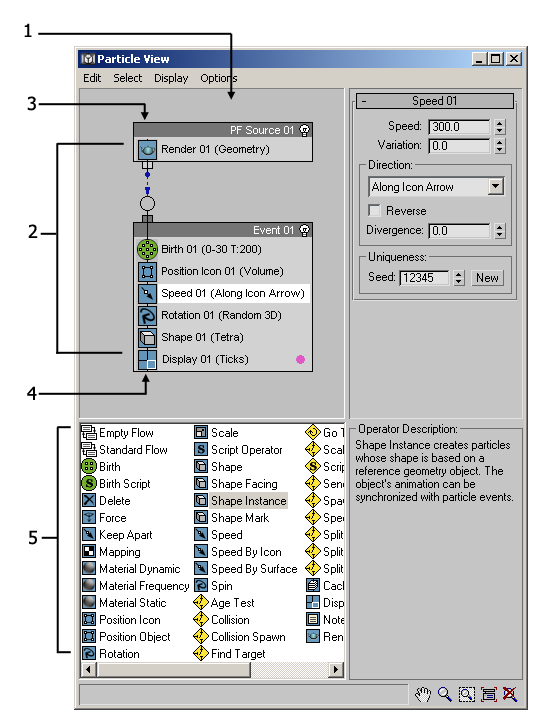 1
Particle View
Edit Select Display Options
3
PF Source 01
Render 01 (Geometry)
2
Event 01
Birth 01 (0-30 T:200)
Position Icon 01 (Volume)
Speed 01 (Along Icon Arrow)
Rotation 01 (Random 3D)
Shape 01 (Tetra)
Display 01 (Ticks)
4
- Speed 01
Speed: 300.0
Variation: 0.0
Direction:
Along Icon Arrow
Reverse
Divergence: 0.0
Uniqueness:
Seed: 12345 New
5
Empty Flow
Standard Flow
Birth
Birth Script
Delete
Force
Keep Apart
Mapping
Material Dynamic
Material Frequency
Material Static
Position Icon
Position Object
Rotation
Scale
Script Operator
Shape
Shape Facing
Shape Instance
Shape Mark
Speed
Speed By Icon
Speed By Surface
Spin
Age Test
Collision
Collision Spawn
Find Target
Go T
Scal
Scrip
Send
Spa
Spee
Split
Split
Split
Cacl
Disp
Note
Ren
Operator Description:
Shape Instance creates particles
whose shape is based on a
reference geometry object. The
object's animation can be
synchronized with particle events.